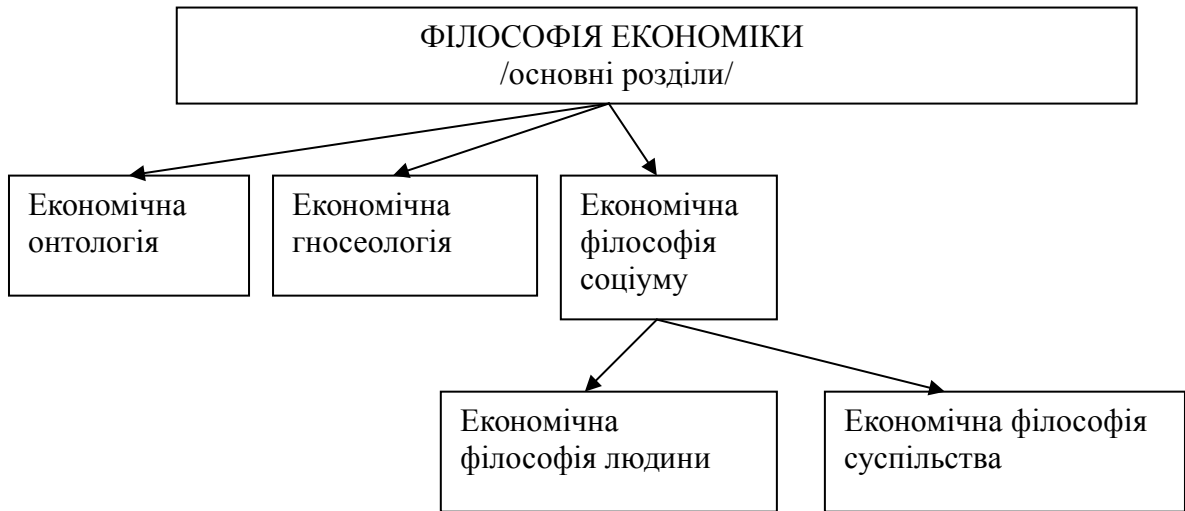 ФІЛОСОФІЯ ЕКОНОМІКИ
/основні розділи/
Економічна
онтологія
Економічна
гносеологія
Економічна
філософія
соціуму
Економічна
філософія людини
Економічна філософія
суспільства